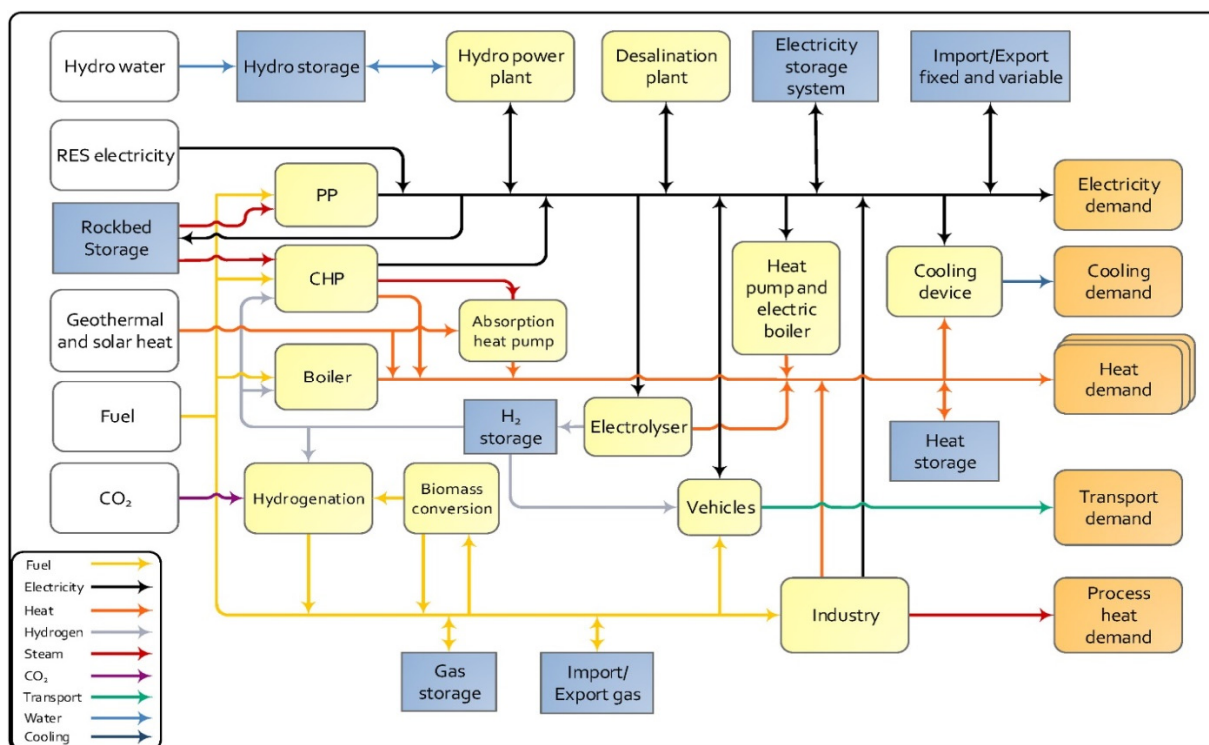 Hydro water
Hydro storage
Hydro power
plant
Desalination
plant
Electricity
storage
system
Import/Export
fixed and variable
RES electricity
PP
Electricity
demand
Rockbed
Storage
CHP
Heat
pump and
electric
boiler
Cooling
device
Cooling
demand
Geothermal
and solar heat
Absorption
heat pump
Boiler
Heat
demand
Fuel
H₂
storage
Electrolyser
Heat
storage
CO₂
Hydrogenation
Biomass
conversion
Vehicles
Transport
demand
Fuel
Electricity
Heat
Hydrogen
Steam
CO₂
Transport
Water
Cooling
Industry
Process
heat
demand
Gas
storage
Import/
Export gas